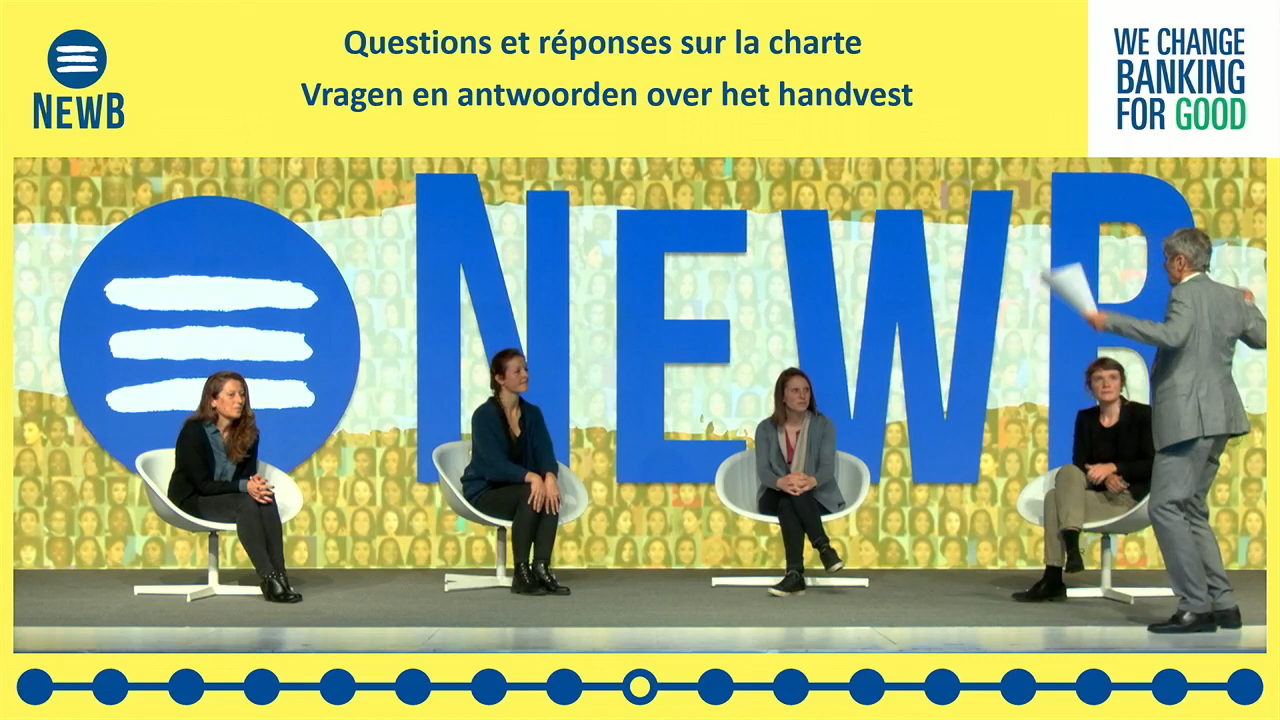 NEWB
Questions et réponses sur la charte
Vragen en antwoorden over het handvest
WE CHANGE
BANKING
FOR GOOD
NEWB